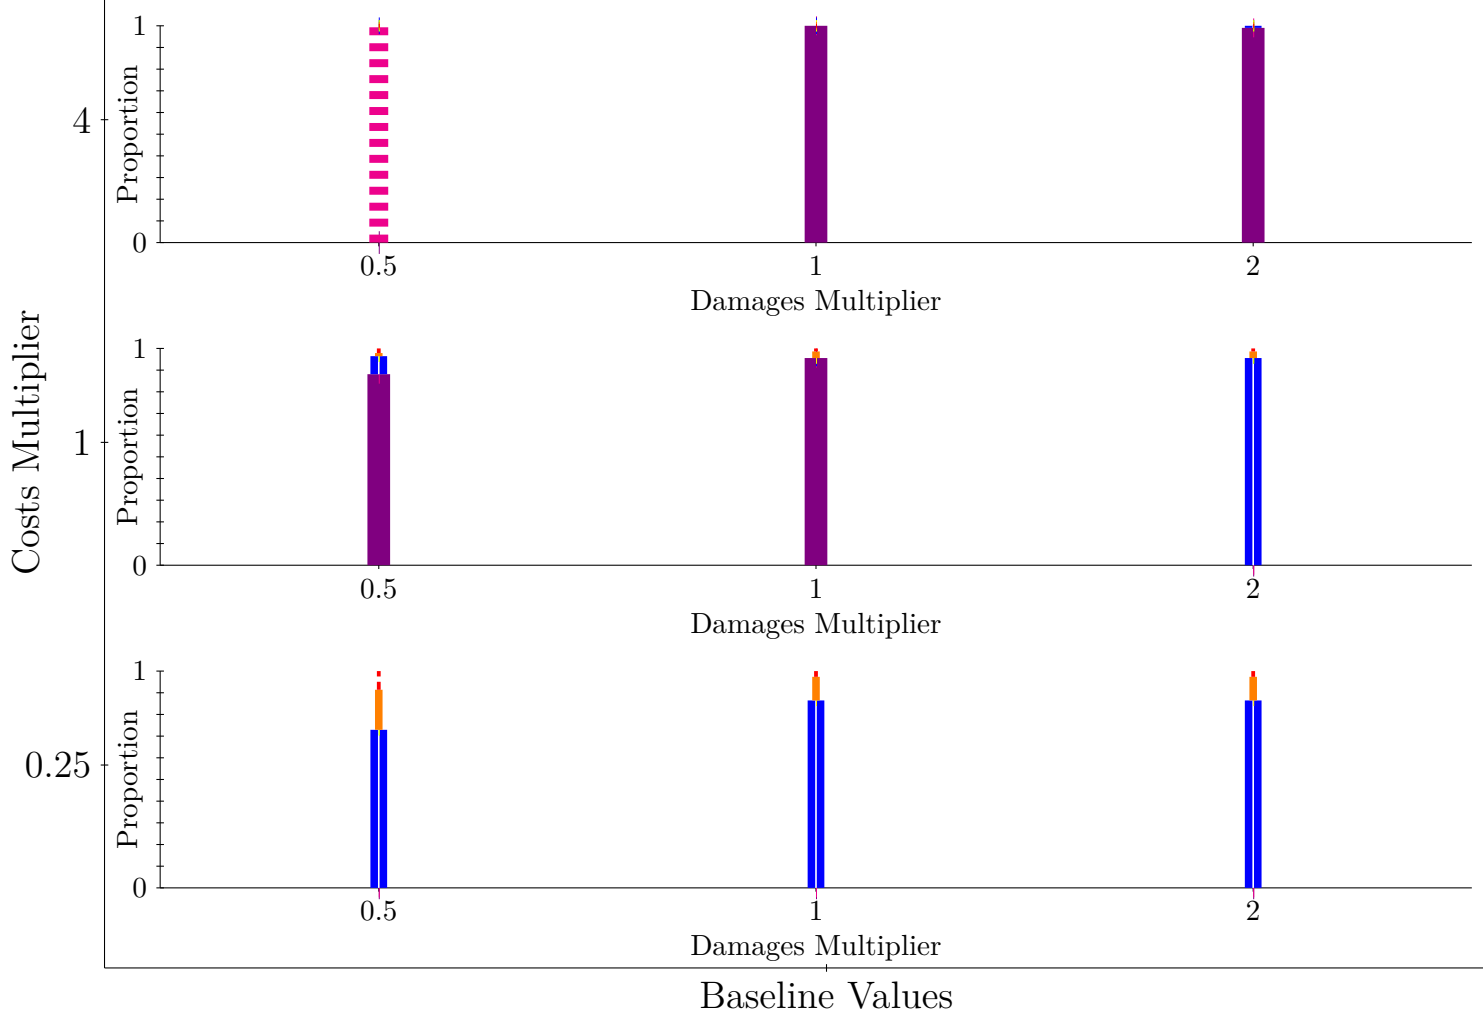 1
Proportion
0
0.5 1 2
Damages Multiplier
4
1
Proportion
0
0.5 1 2
Damages Multiplier
1
Costs Multiplier
1
Proportion
0
0.5 1 2
Damages Multiplier
0.25
Baseline Values